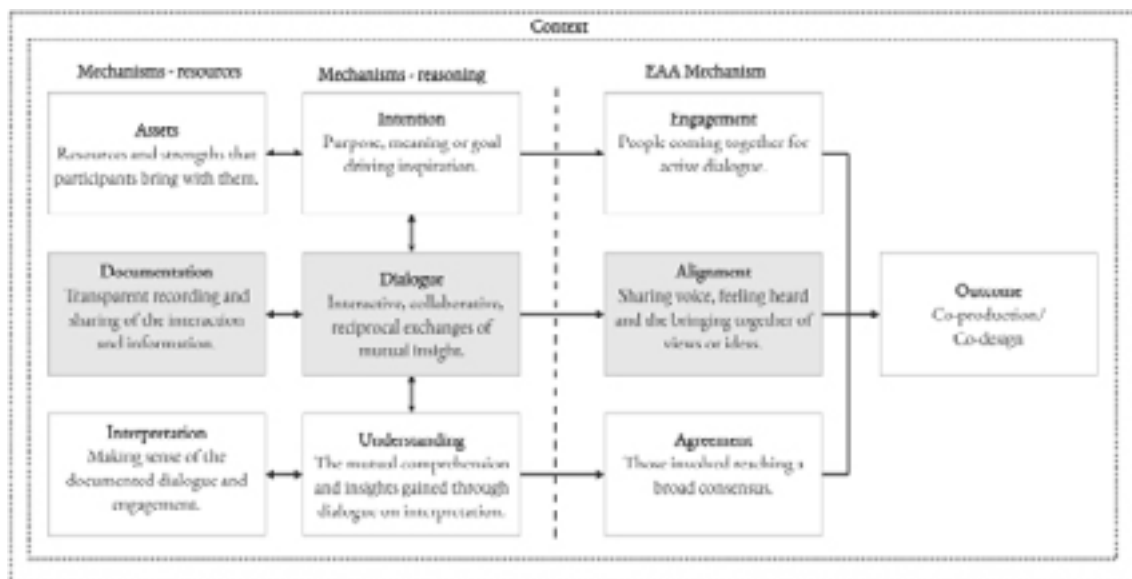 Context
Mechanisms - resources
Mechanisms - reasoning
EAA Mechanism
Assets
Resources and strengths that
participants bring with them.
Intention
Purpose, meaning or goal
driving inspiration.
Engagement
People coming together for
active dialogue.
Documentation
Transparent recording and
sharing of the interaction
and information.
Dialogue
Interactive, collaborative,
reciprocal exchanges of
mutual insight.
Alignment
Sharing voice, feeling heard
and the bringing together of
views or ideas.
Outcome
Co-production/
Co-design
Interpretation
Making sense of the
documented dialogue and
engagement.
Understanding
The mutual comprehension
and insights gained through
dialogue on interpretation.
Agreement
Those involved reaching a
broad consensus.